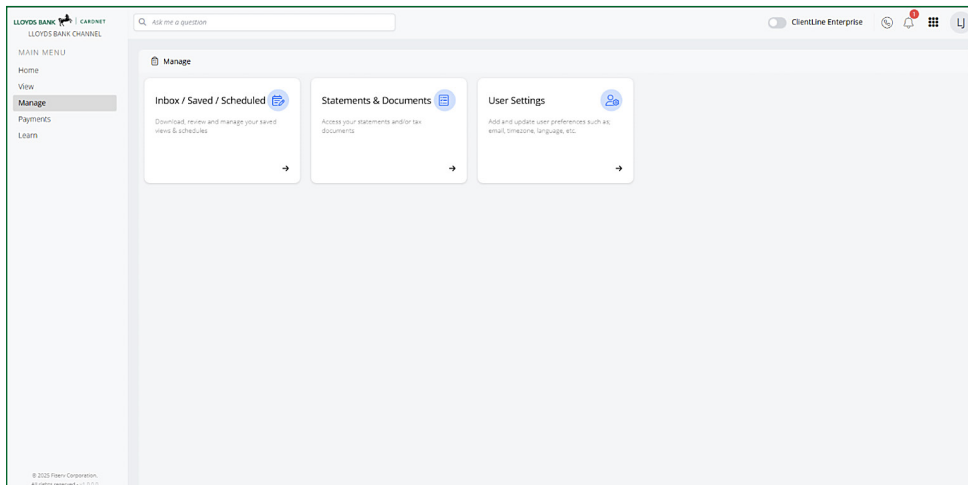 LLOYDS BANK | CARDNET
LLOYDS BANK CHANNEL
Ask me a question
ClientLine Enterprise
1
LJ
MAIN MENU
Home
View
Manage
Payments
Learn
Manage
Inbox / Saved / Scheduled
Download, review and manage your saved
views & schedules
Statements & Documents
Access your statements and/or tax
documents
User Settings
Add and update user preferences such as,
email, timezone, language, etc.
© 2025 Fiserv Corporation.
All rights reserved -